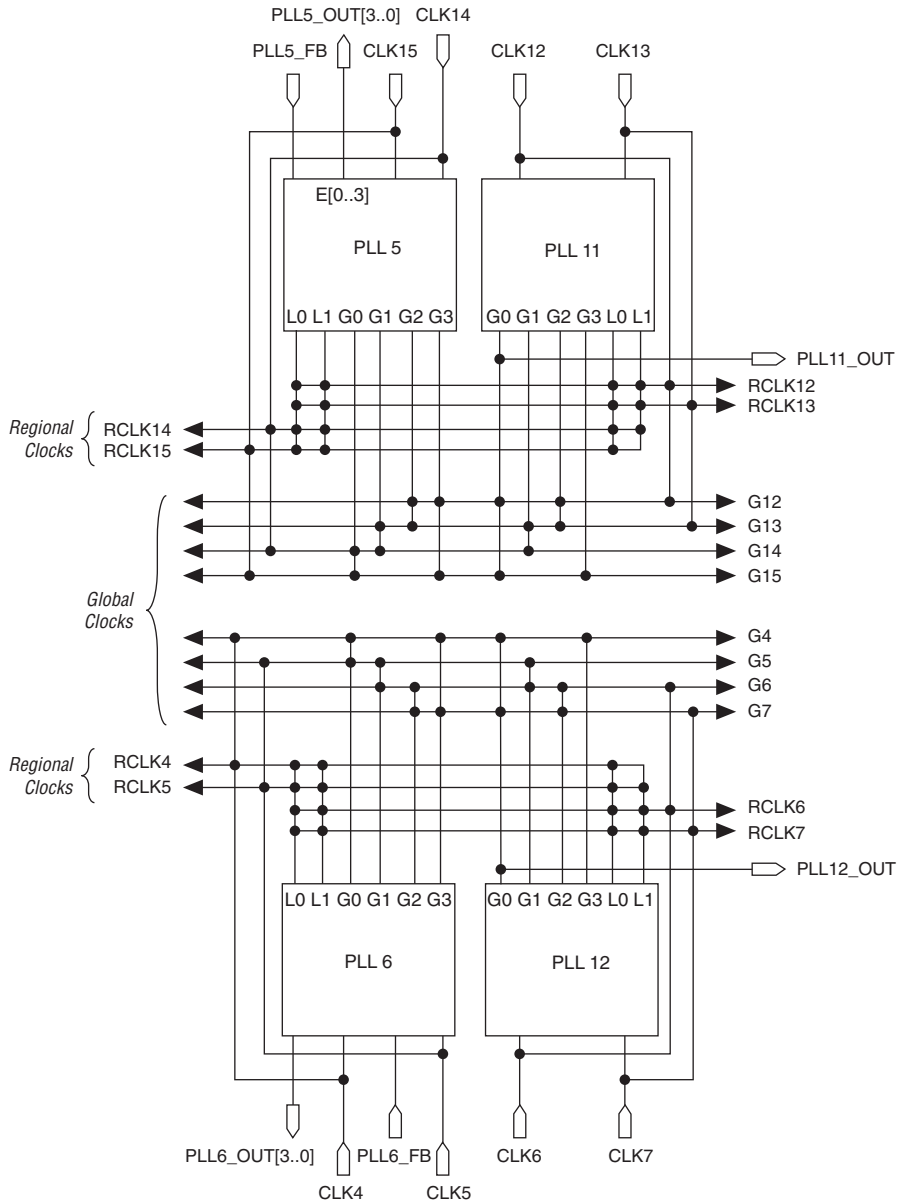 PLL5_OUT[3..0] CLK14
PLL5_FB CLK15 CLK12 CLK13
E[0..3]
PLL 5 PLL 11
L0 L1 G0 G1 G2 G3 G0 G1 G2 G3 L0 L1
PLL11_OUT
RCLK12
RCLK13
Regional
Clocks
RCLK14
RCLK15
G12
G13
G14
G15
Global
Clocks
G4
G5
G6
G7
Regional
Clocks
RCLK4
RCLK5
RCLK6
RCLK7
PLL12_OUT
L0 L1 G0 G1 G2 G3 G0 G1 G2 G3 L0 L1
PLL 6 PLL 12
PLL6_OUT[3..0] PLL6_FB CLK6 CLK7
CLK4 CLK5